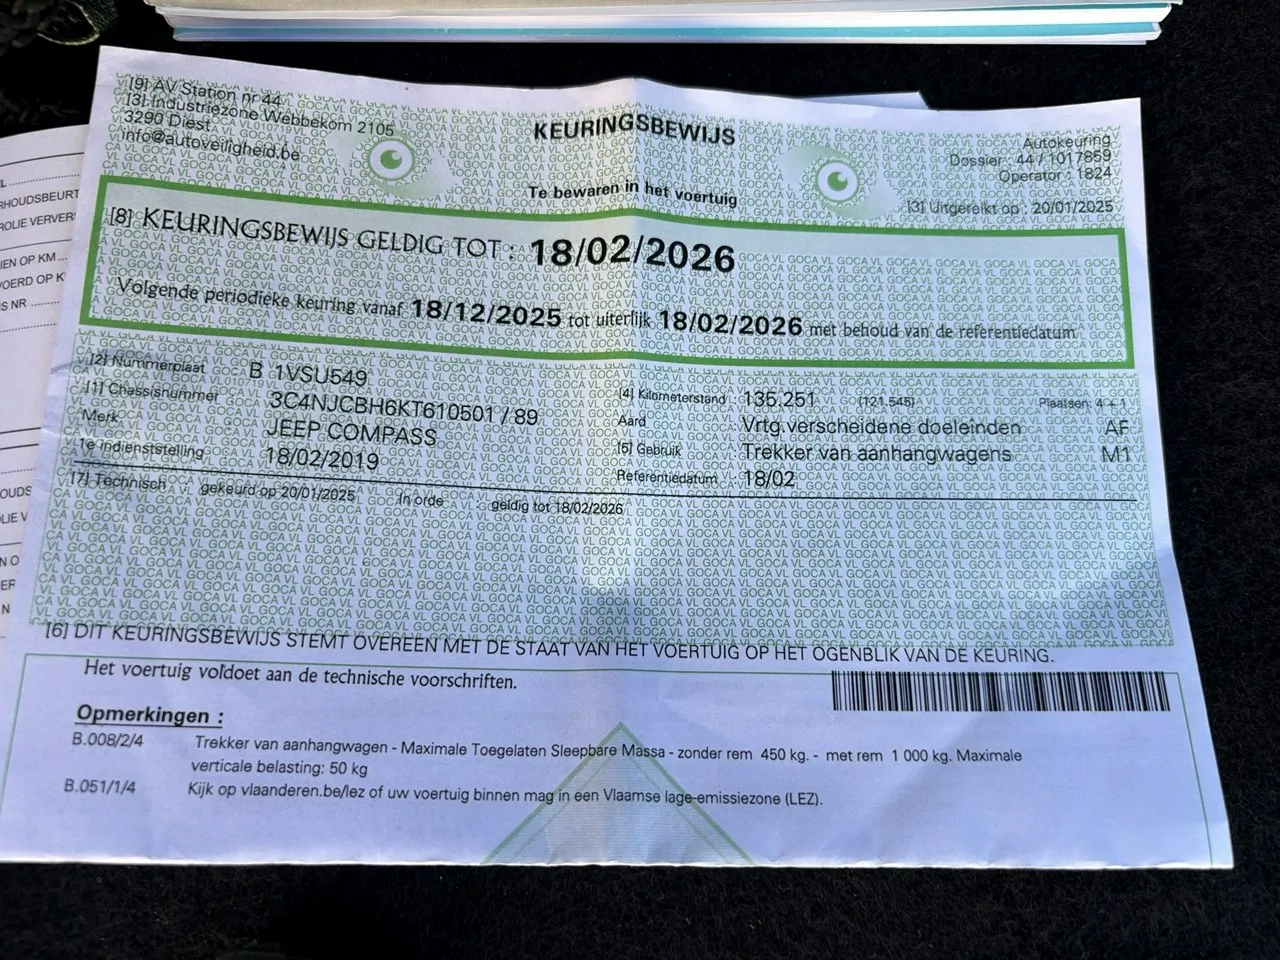 [9] AV Station nr 44
[3] Industriezone Webbekom 2105
3290 Diest
info@autoveiligheid.be
KEURINGSBEWIJS
Te bewaren in het voertuig
Autokeuring
Dossier : 44 / 1017859
Operator : 1824
[3] Uitgereikt op : 20/01/2025
[8] KEURINGSBEWIJS GELDIG TOT : 18/02/2026
Volgende periodieke keuring vanaf 18/12/2025 tot uiterlijk 18/02/2026 met behoud van de referentiedatum
[2] Nummerplaat B 1VSU549
[1] Chassisnummer : 3C4NJCBH6KT610501 / 89
Merk JEEP COMPASS
1e indienststelling 18/02/2019
[4] Kilometerstand 135.251 (121.545) Plaatsen: 4 + 1
Aard Vrtg.verscheidene doeleinden AF
[5] Gebruik Trekker van aanhangwagens M1
Referentiedatum : 18/02
[7] Technisch gekeurd op 20/01/2025 In orde geldig tot 18/02/2026
[6] DIT KEURINGSBEWIJS STEMT OVEREEN MET DE STAAT VAN HET VOERTUIG OP HET OGENBLIK VAN DE KEURING.
Het voertuig voldoet aan de technische voorschriften.
Opmerkingen :
B.008/2/4 Trekker van aanhangwagen - Maximale Toegelaten Sleepbare Massa - zonder rem 450 kg. - met rem 1 000 kg. Maximale
verticale belasting: 50 kg
B.051/1/4 Kijk op vlaanderen.be/lez of uw voertuig binnen mag in een Vlaamse lage-emissiezone (LEZ).